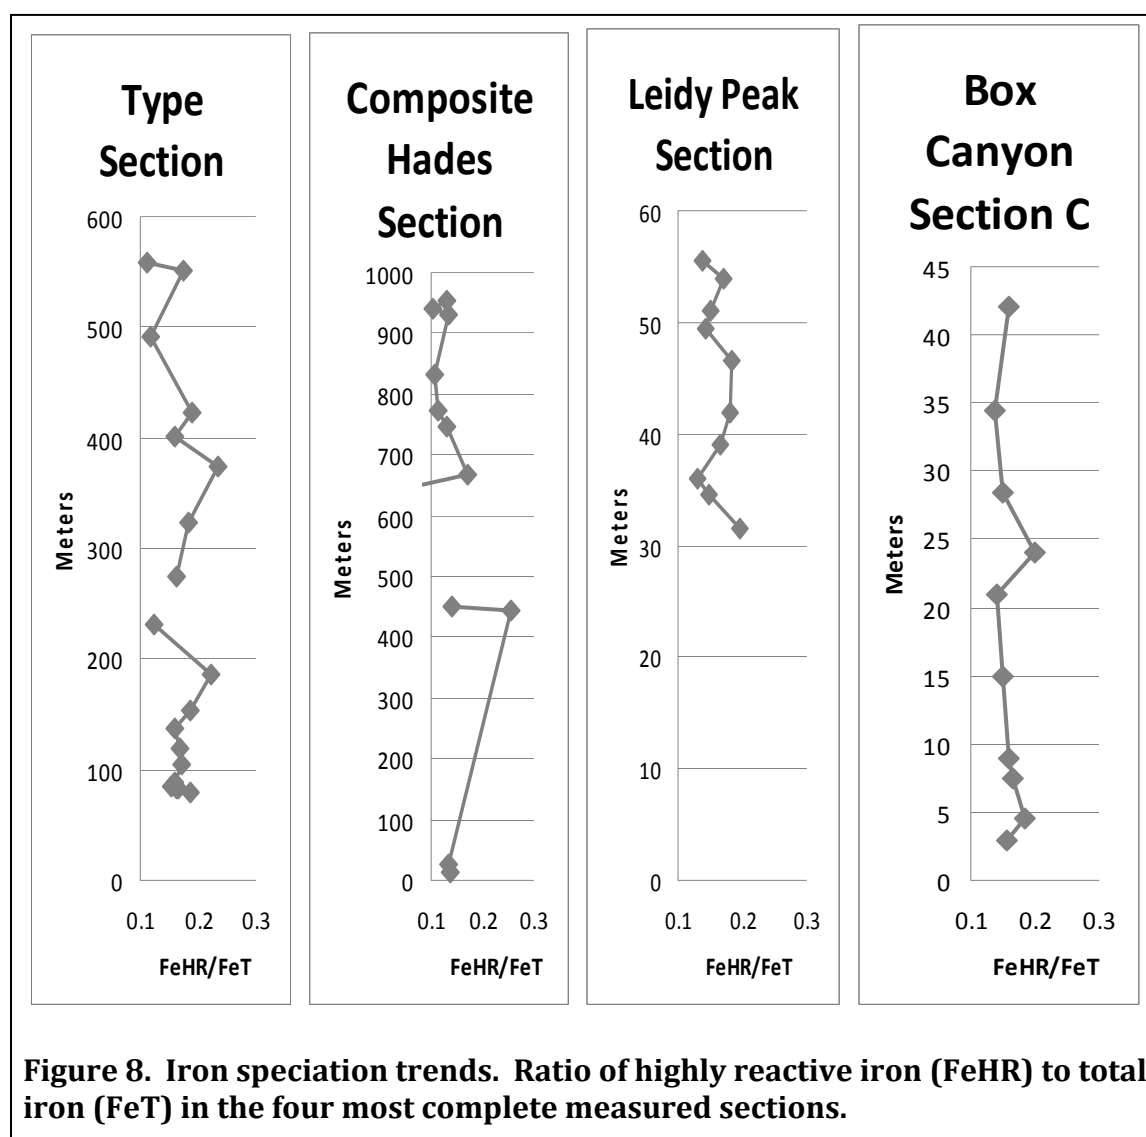 Type
Section
600
500
400
300
200
100
0
Meters
0.1 0.2 0.3
FeHR/FeT
Composite
Hades
Section
1000
900
800
700
600
500
400
300
200
100
0
Meters
0.1 0.2 0.3
FeHR/FeT
Leidy Peak
Section
60
50
40
30
20
10
0
Meters
0.1 0.2 0.3
FeHR/FeT
Box
Canyon
Section C
45
40
35
30
25
20
15
10
5
0
Meters
0.1 0.2 0.3
FeHR/FeT
Figure 8. Iron speciation trends. Ratio of highly reactive iron (FeHR) to total
iron (FeT) in the four most complete measured sections.